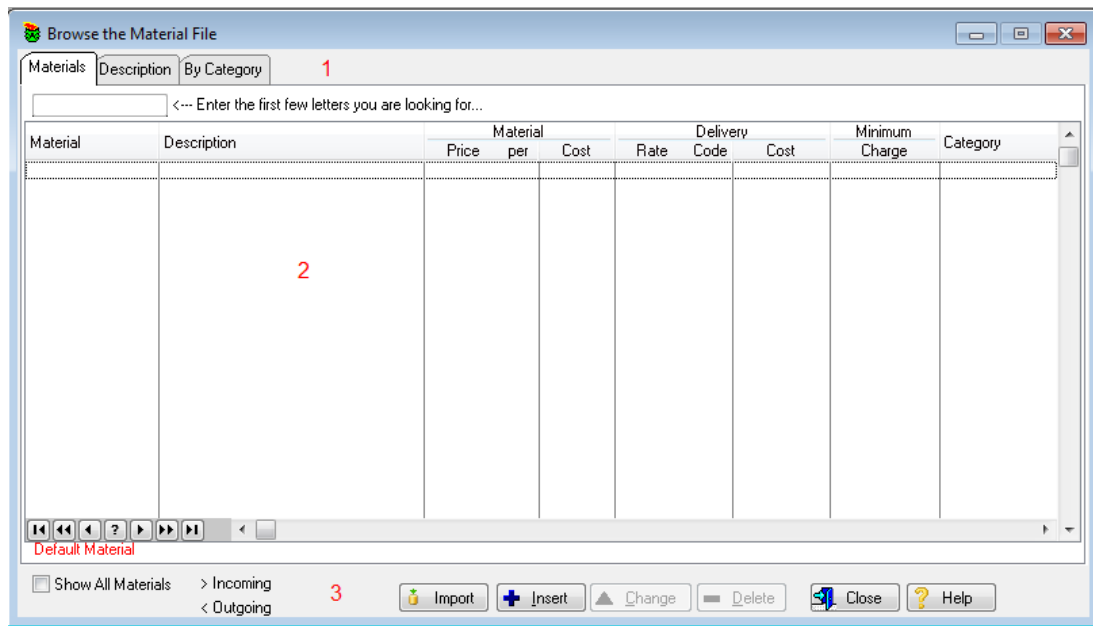 Browse the Material File
Materials Description By Category 1
<--- Enter the first few letters you are looking for...
Material Delivery Minimum
Material Description Price per Cost Rate Code Cost Charge Category
2
?
Default Material
Show All Materials > Incoming 3
< Outgoing
Import Insert Change Delete Close ? Help